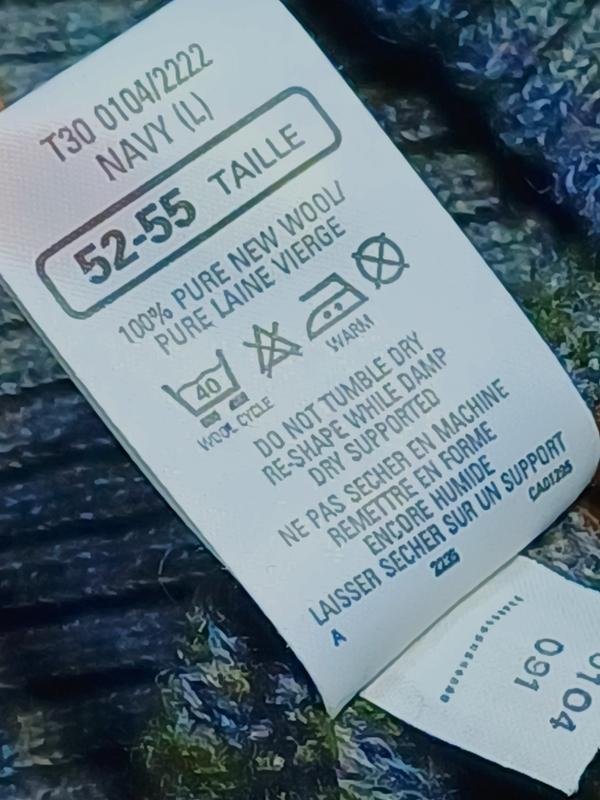 T30 0104/2222
NAVY (L)
52-55 TAILLE
100% PURE NEW WOOL/
PURE LAINE VIERGE
40
WOOL CYCLE
WARM
DO NOT TUMBLE DRY
RE-SHAPE WHILE DAMP
DRY SUPPORTED
NE PAS SECHER EN MACHINE
REMETTRE EN FORME
ENCORE HUMIDE
LAISSER SECHER SUR UN SUPPORT
CA01235
2235
A
0104
091